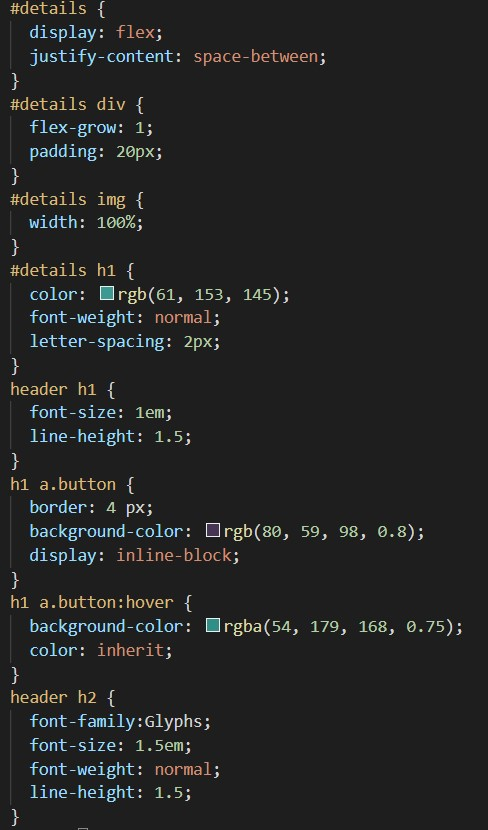 #details {
  display: flex;
  justify-content: space-between;
}
#details div {
  flex-grow: 1;
  padding: 20px;
}
#details img {
  width: 100%;
}
#details h1 {
  color: rgb(61, 153, 145);
  font-weight: normal;
  letter-spacing: 2px;
}
header h1 {
  font-size: 1em;
  line-height: 1.5;
}
h1 a.button {
  border: 4 px;
  background-color: rgb(80, 59, 98, 0.8);
  display: inline-block;
}
h1 a.button:hover {
  background-color: rgba(54, 179, 168, 0.75);
  color: inherit;
}
header h2 {
  font-family:Glyphs;
  font-size: 1.5em;
  font-weight: normal;
  line-height: 1.5;
}